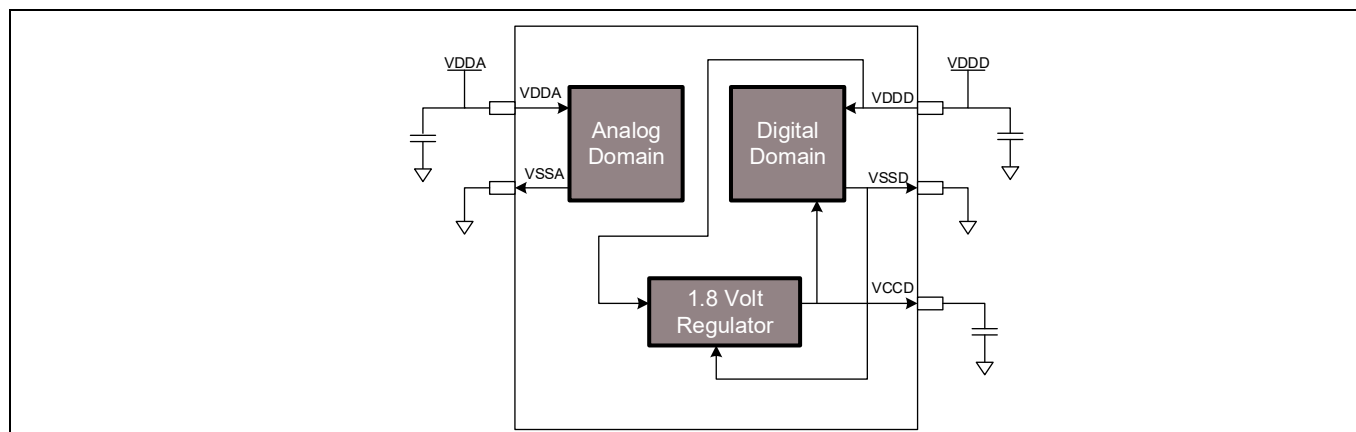 VDDA
VDDD
VDDA
Analog
Domain
Digital
Domain
VDDD
VSSA
VSSD
1.8 Volt
Regulator
VCCD